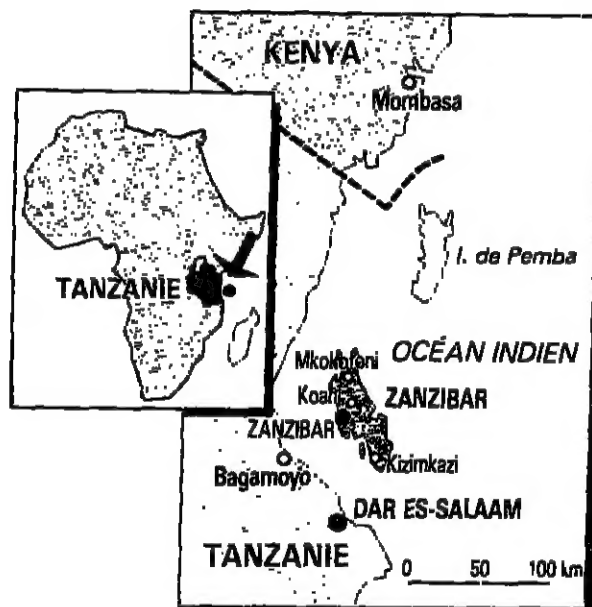 KENYA
Mombasa
TANZANIE
I. de Pemba
OCÉAN INDIEN
Mkokotoni
Koani
ZANZIBAR
ZANZIBAR
Kizimkazi
Bagamoyo
DAR ES-SALAAM
TANZANIE
0 50 100 km